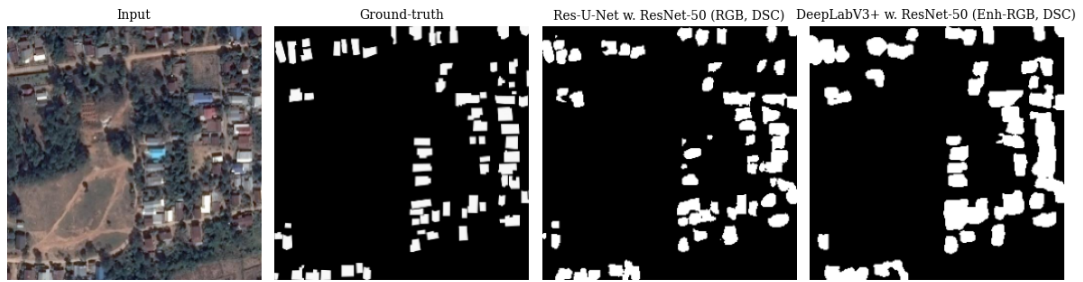 Input
Ground-truth
Res-U-Net w. ResNet-50 (RGB, DSC)
DeepLabV3+ w. ResNet-50 (Enh-RGB, DSC)